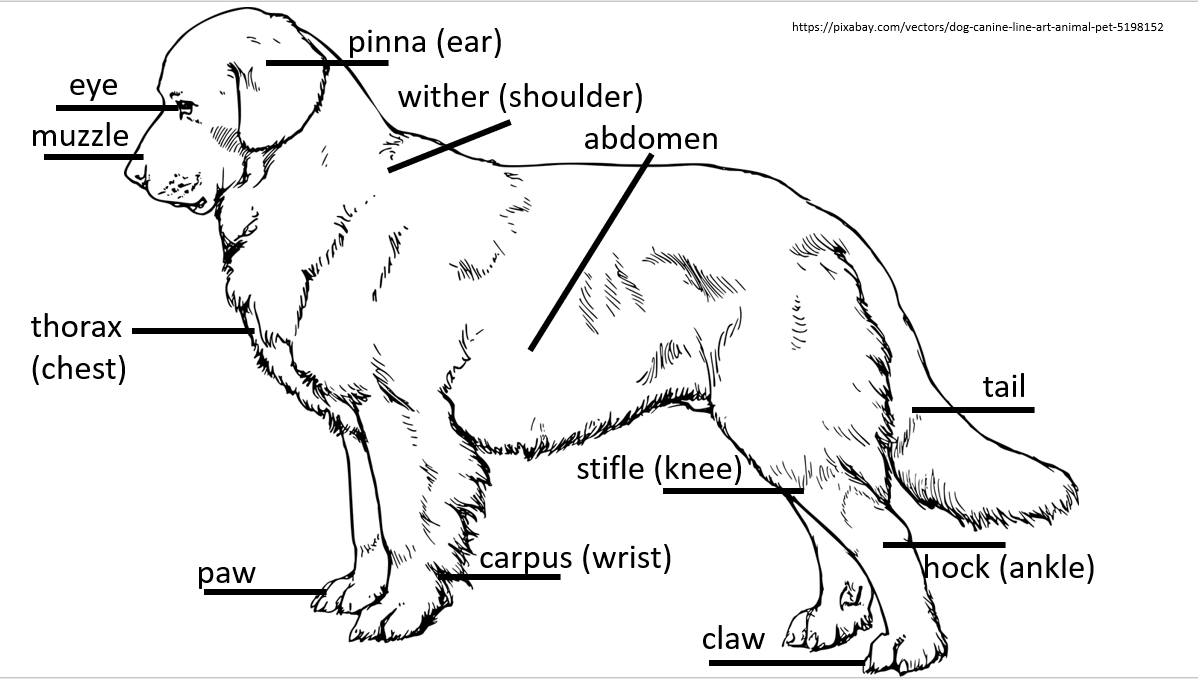 https://pixabay.com/vectors/dog-canine-line-art-animal-pet-5198152
pinna (ear)
eye
wither (shoulder)
muzzle
abdomen
thorax
(chest)
tail
stifle (knee)
carpus (wrist)
hock (ankle)
paw
claw